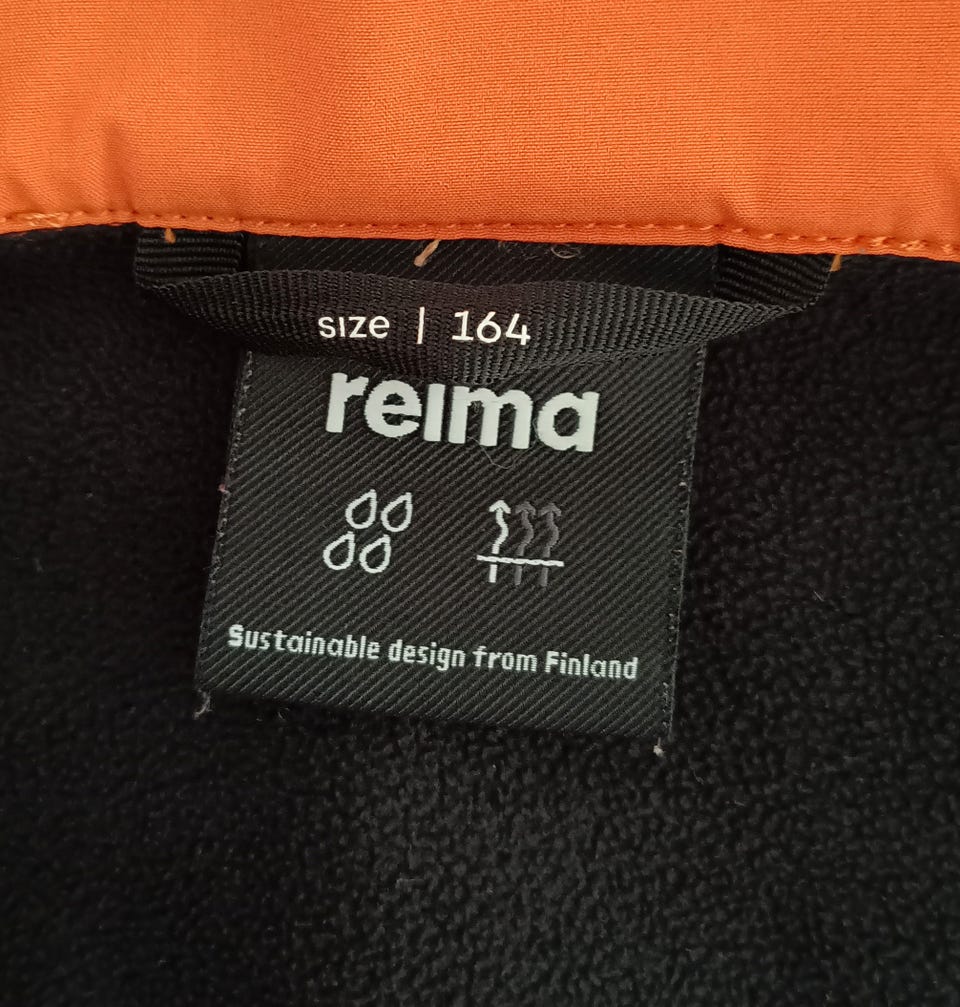 size | 164
reima
Sustainable design from Finland